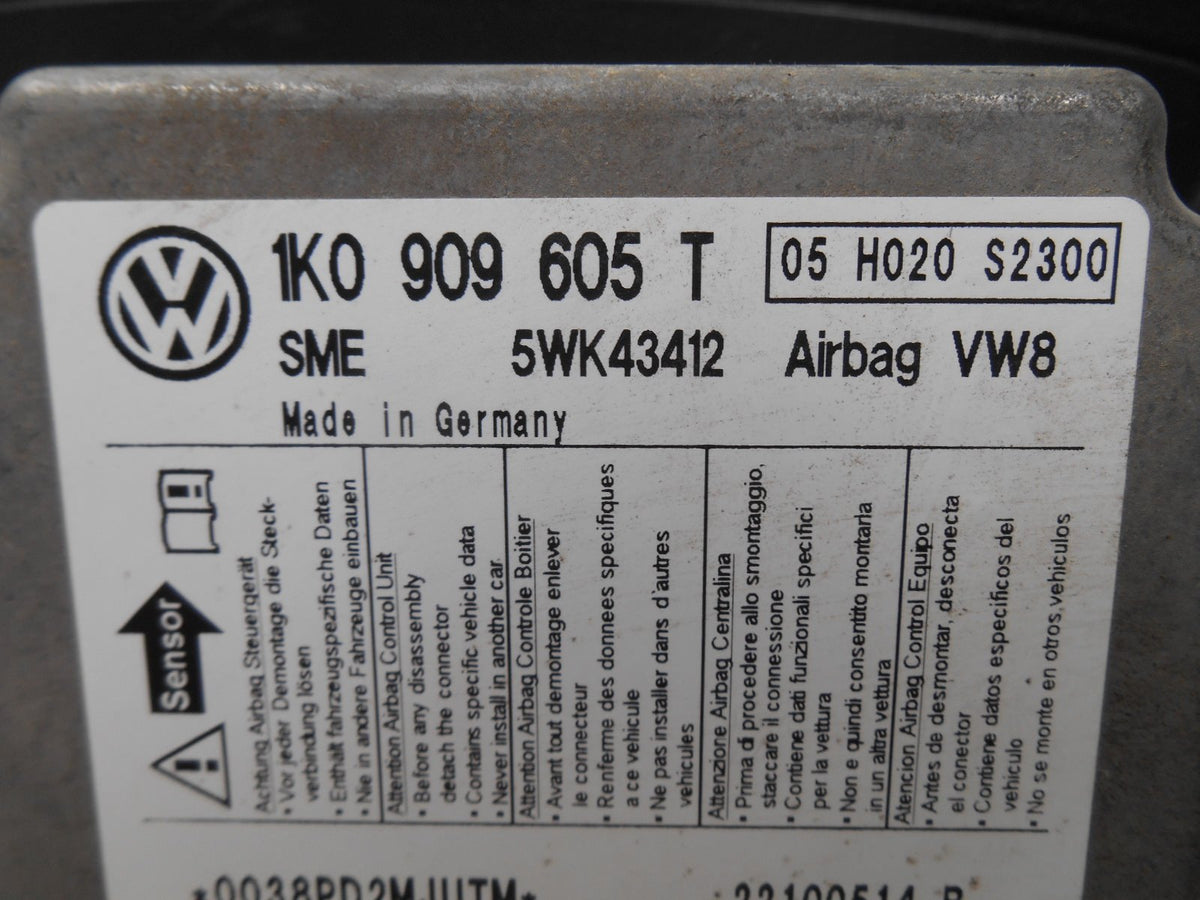 1K0 909 605 T
05 H020 S2300
SME 5WK43412 Airbag VW8
Made in Germany
Sensor
Achtung Airbag Steuergerät
• Vor jeder Demontage die Steck-
verbindung lösen
• Enthält fahrzeugspezifische Daten
• Nie in andere Fahrzeuge einbauen
Attention Airbag Control Unit
• Before any disassembly
detach the connector
• Contains specific vehicle data
• Never install in another car
Attention Airbag Controle Boitier
• Avant tout demontage enlever
le connecteur
• Renferme des donnees specifiques
a ce vehicule
• Ne pas installer dans d'autres
vehicules
Attenzione Airbag Centralina
• Prima di procedere allo smontaggio,
staccare il connessione
• Contiene dati funzionali specifici
per la vettura
• Non e quindi consentito montarla
in un altra vettura
Atencion Airbag Control Equipo
• Antes de desmontar, desconecta
el conector
• Contiene datos especificos del
vehiculo
• No se monte en otros vehiculos